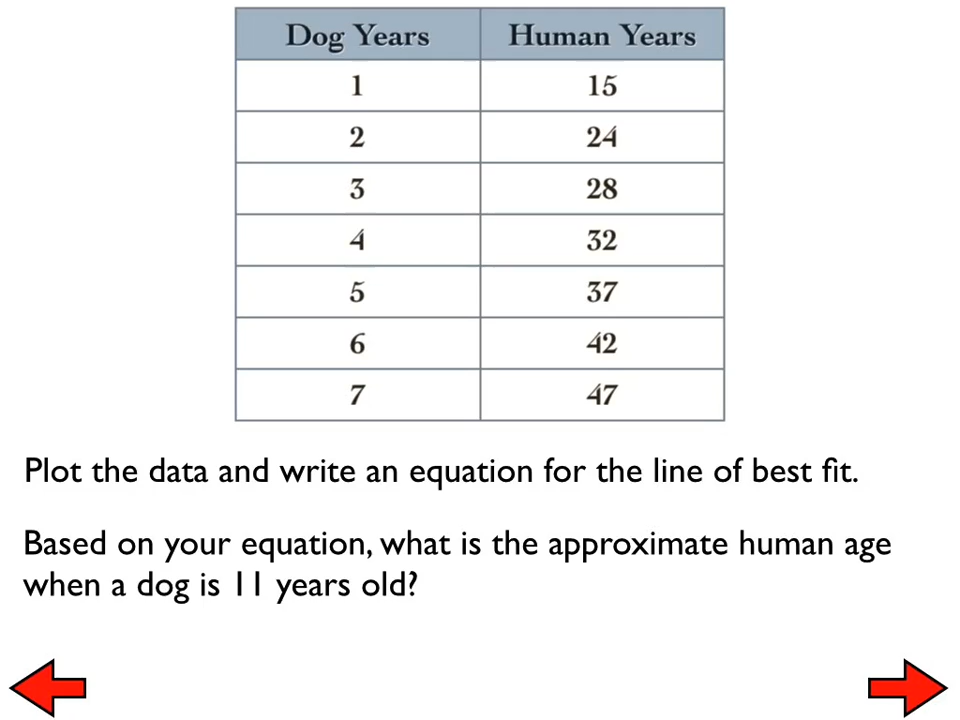 Dog Years Human Years
1 15
2 24
3 28
4 32
5 37
6 42
7 47
Plot the data and write an equation for the line of best fit.
Based on your equation, what is the approximate human age
when a dog is 11 years old?